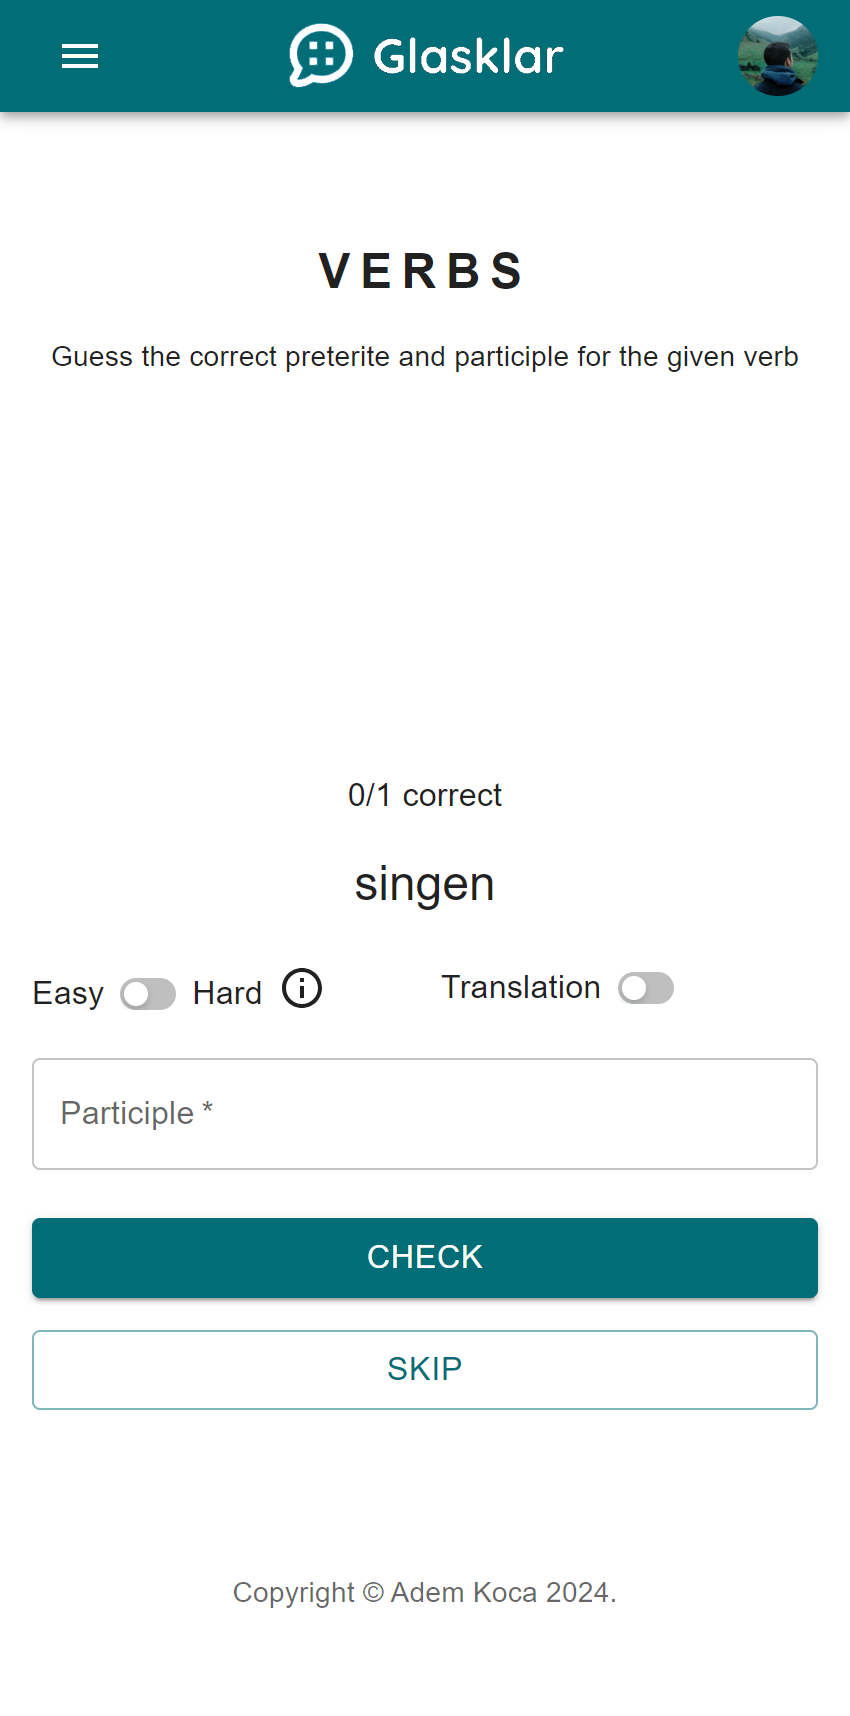 Glasklar
VERBS
Guess the correct preterite and participle for the given verb
0/1 correct
singen
Easy Hard Translation
Participle *
CHECK
SKIP
Copyright © Adem Koca 2024.